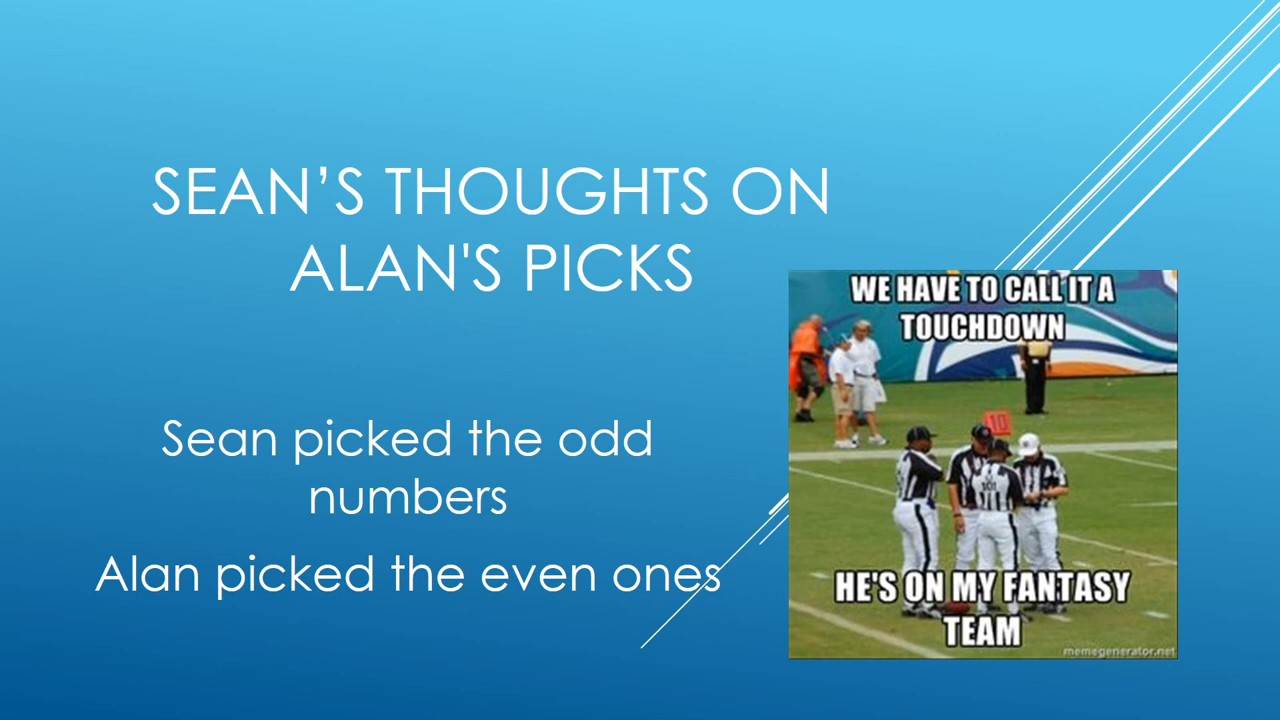 SEAN’S THOUGHTS ON
ALAN'S PICKS
Sean picked the odd
numbers
Alan picked the even ones
WE HAVE TO CALL IT A
TOUCHDOWN
10
HE'S ON MY FANTASY
TEAM
memegenerator.net